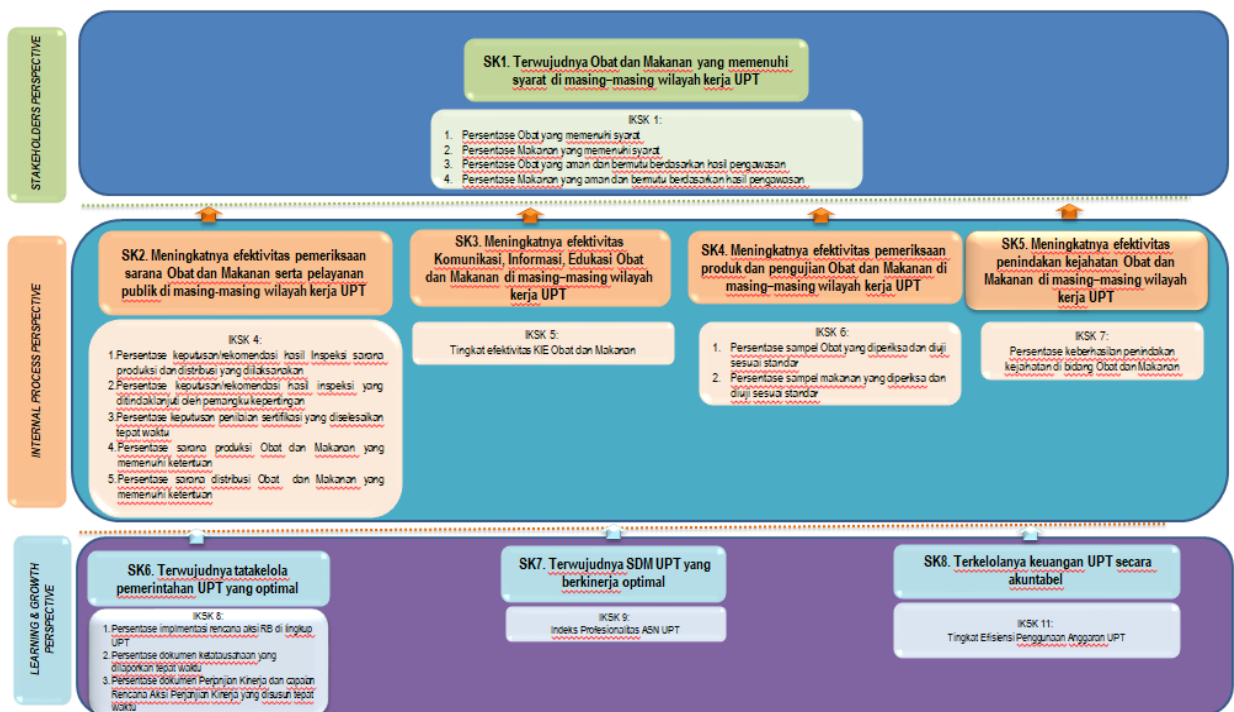 STAKEHOLDERS PERSPECTIVE
SK1. Terwujudnya Obat dan Makanan yang memenuhi
syarat di masing–masing wilayah kerja UPT
IKSK 1:
1. Persentase Obat yang memenuhi syarat
2. Persentase Makanan yang memenuhi syarat
3. Persentase Obat yang aman dan bermutu berdasarkan hasil pengawasan
4. Persentase Makanan yang aman dan bermutu berdasarkan hasil pengawasan
INTERNAL PROCESS PERSPECTIVE
SK2. Meningkatnya efektivitas pemeriksaan
sarana Obat dan Makanan serta pelayanan
publik di masing-masing wilayah kerja UPT
IKSK 4:
1.Persentase keputusan/rekomendasi hasil Inspeksi sarana
produksi dan distribusi yang dilaksanakan
2.Persentase keputusan/rekomendasi hasil inspeksi yang
ditindaklanjuti oleh pemangku kepentingan
3.Persentase keputusan penilaian sertifikasi yang diselesaikan
tepat waktu
4.Persentase sarana produksi Obat dan Makanan yang
memenuhi ketentuan
5.Persentase sarana distribusi Obat dan Makanan yang
memenuhi ketentuan
SK3. Meningkatnya efektivitas
Komunikasi, Informasi, Edukasi Obat
dan Makanan di masing–masing wilayah
kerja UPT
IKSK 5:
Tingkat efektivitas KIE Obat dan Makanan
SK4. Meningkatnya efektivitas pemeriksaan
produk dan pengujian Obat dan Makanan di
masing–masing wilayah kerja UPT
IKSK 6:
1. Persentase sampel Obat yang diperiksa dan diuji
sesuai standar
2. Persentase sampel makanan yang diperiksa dan
diuji sesuai standar
SK5. Meningkatnya efektivitas
penindakan kejahatan Obat dan
Makanan di masing–masing wilayah
kerja UPT
IKSK 7:
Persentase keberhasilan penindakan
kejahatan di bidang Obat dan Makanan
LEARNING & GROWTH
PERSPECTIVE
SK6. Terwujudnya tatakelola
pemerintahan UPT yang optimal
IKSK 8:
1. Persentase implmentasi rencana aksi RB di lingkup
UPT
2. Persentase dokumen ketatausahaan yang
dilaporkan tepat waktu
3. Persentase dokumen Perjanjian Kinerja dan capaian
Rencana Aksi Perjanjian Kinerja yang disusun tepat
waktu
SK7. Terwujudnya SDM UPT yang
berkinerja optimal
IKSK 9:
Indeks Profesionalitas ASN UPT
SK8. Terkelolanya keuangan UPT secara
akuntabel
IKSK 11:
Tingkat Efisiensi Penggunaan Anggaran UPT